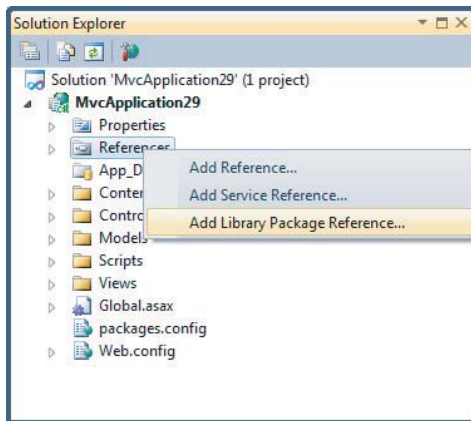 Solution Explorer
Solution 'MvcApplication29' (1 project)
MvcApplication29
Properties
References
Add Reference...
App_D
Add Service Reference...
Conter
Contro
Add Library Package Reference...
Models
Scripts
Views
Global.asax
packages.config
Web.config